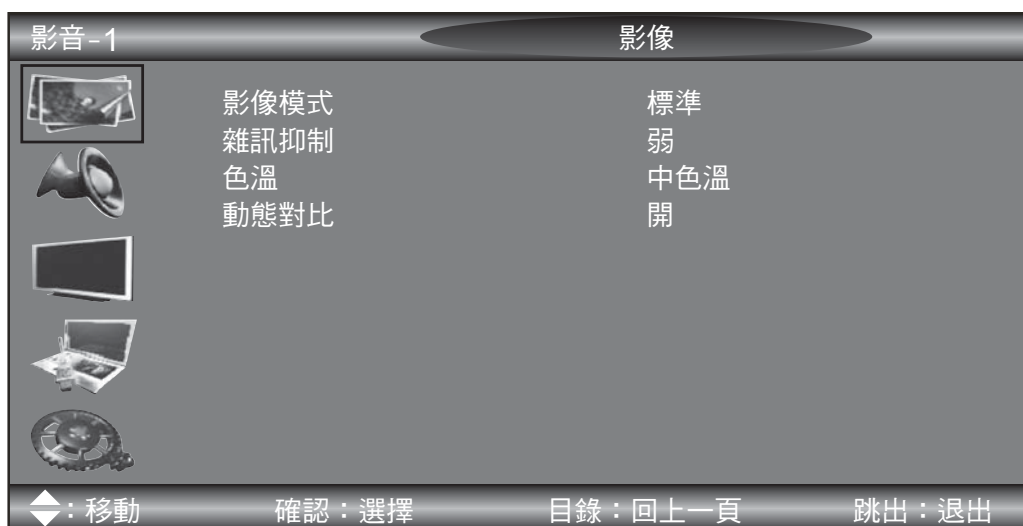 影音-1 影像
影像模式 標準
雜訊抑制 弱
色溫 中色溫
動態對比 開
：移動 確認：選擇 目錄：回上一頁 跳出：退出